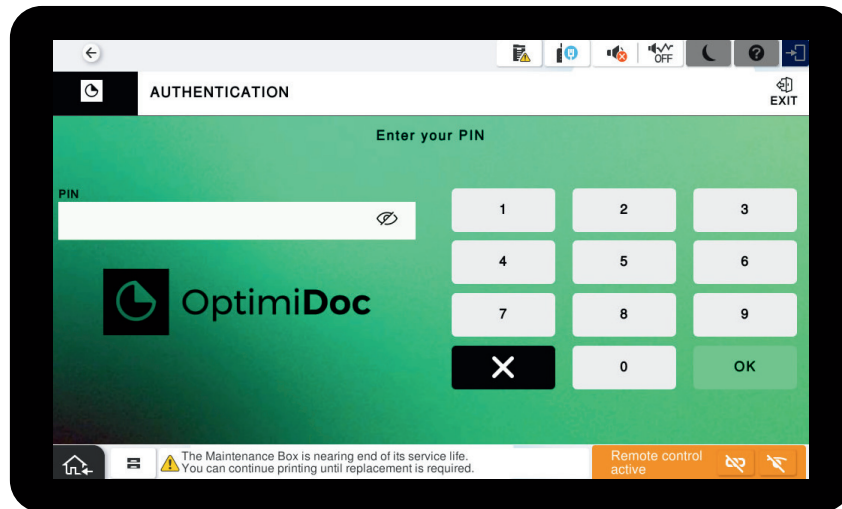 OFF
AUTHENTICATION
EXIT
Enter your PIN
PIN
1 2 3
4 5 6
OptimiDoc
7 8 9
0 OK
The Maintenance Box is nearing end of its service life.
You can continue printing until replacement is required.
Remote control
active